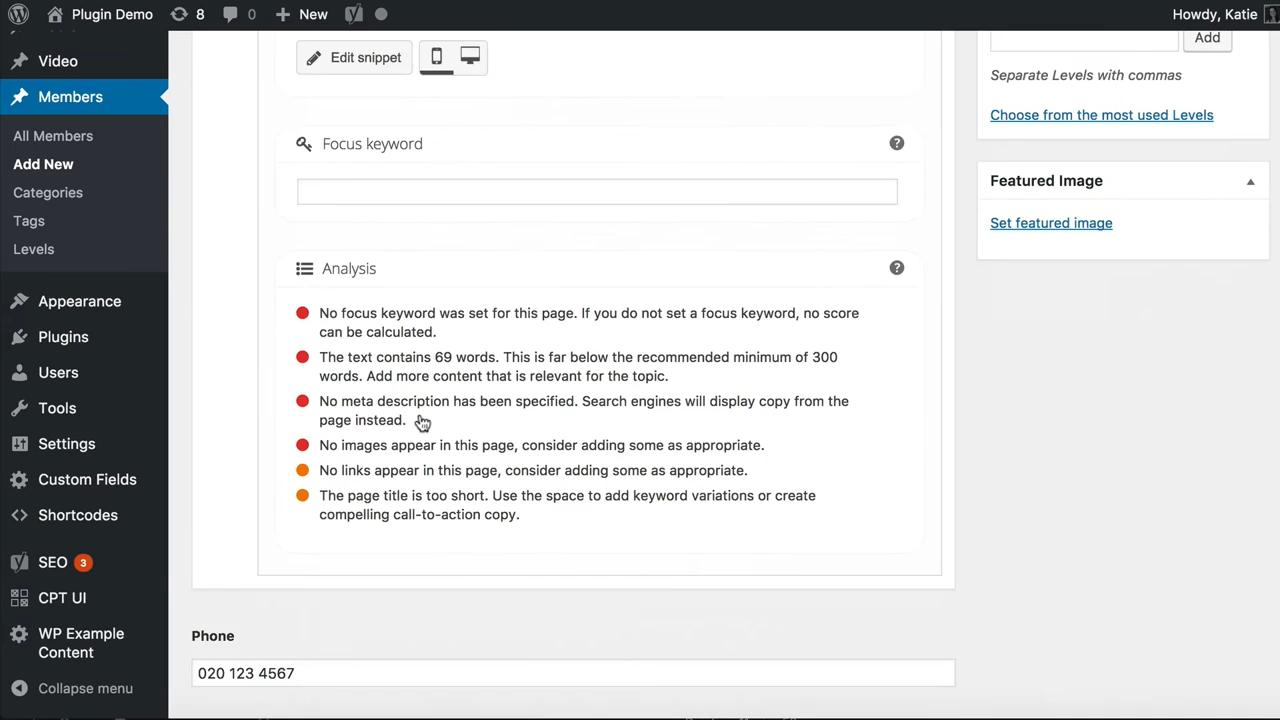 Plugin Demo
8
0
New
Howdy, Katie
Video
Members
All Members
Add New
Categories
Tags
Levels
Appearance
Plugins
Users
Tools
Settings
Custom Fields
Shortcodes
SEO 3
CPT UI
WP Example
Content
Collapse menu
Edit snippet
Focus keyword
?
Analysis
?
No focus keyword was set for this page. If you do not set a focus keyword, no score
can be calculated.
The text contains 69 words. This is far below the recommended minimum of 300
words. Add more content that is relevant for the topic.
No meta description has been specified. Search engines will display copy from the
page instead.
No images appear in this page, consider adding some as appropriate.
No links appear in this page, consider adding some as appropriate.
The page title is too short. Use the space to add keyword variations or create
compelling call-to-action copy.
Phone
020 123 4567
Add
Separate Levels with commas
Choose from the most used Levels
Featured Image
Set featured image